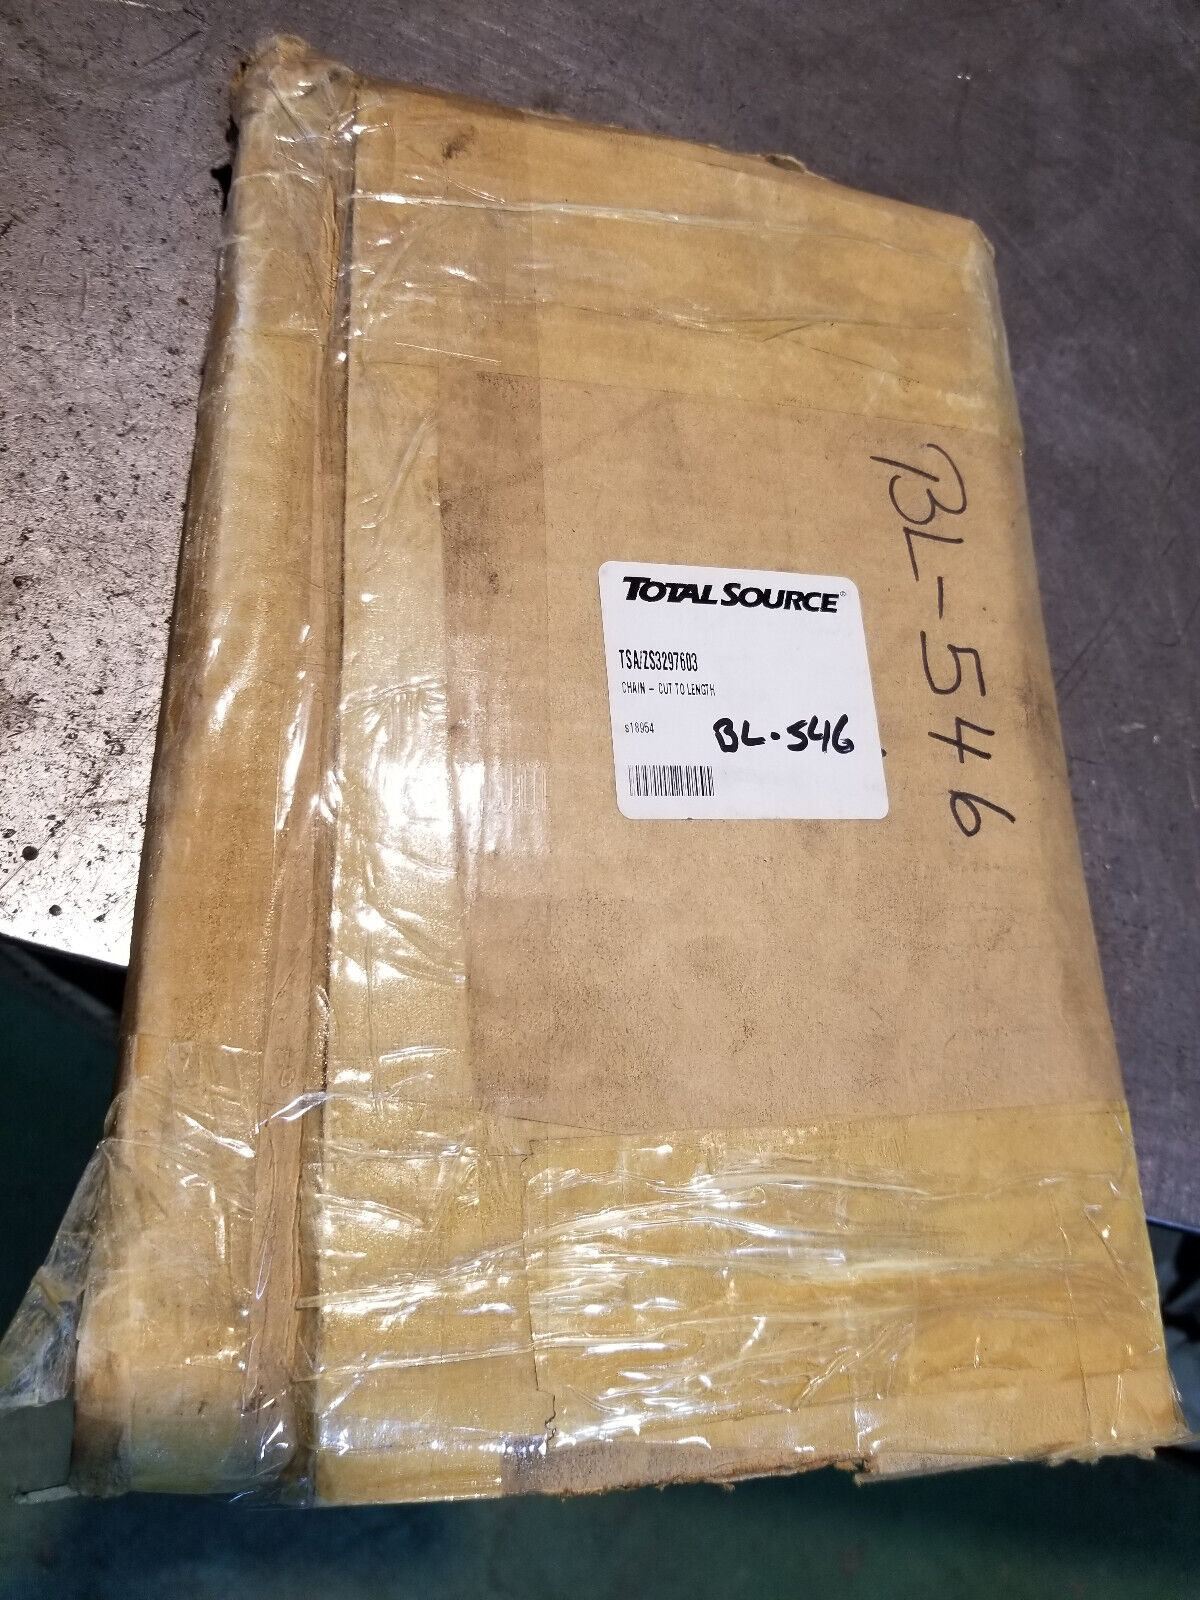 TOTAL SOURCE®
TSA/ZS3297603
CHAIN - CUT TO LENGTH
s18954
BL-546
BL-546